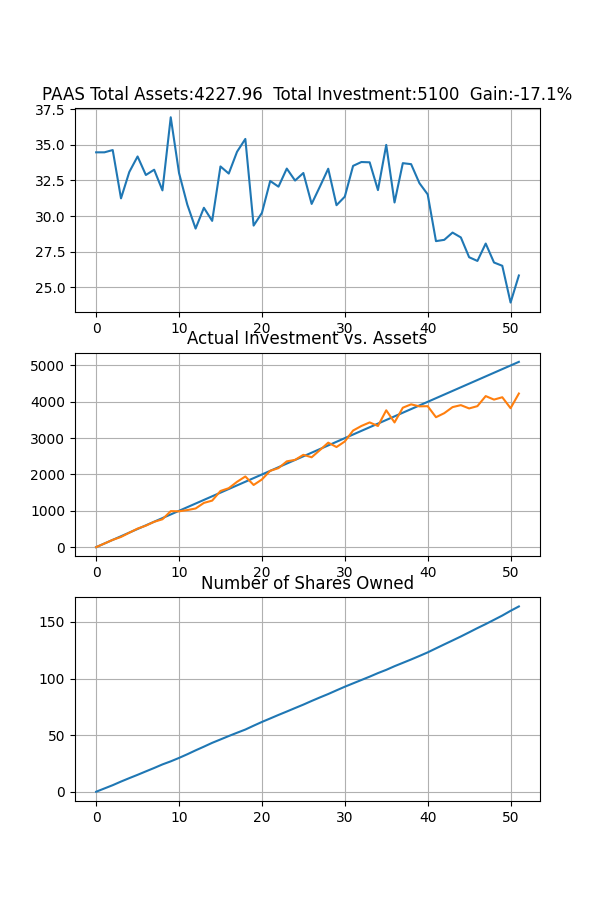 PAAS Total Assets:4227.96  Total Investment:5100  Gain:-17.1%
37.5
35.0
32.5
30.0
27.5
25.0
0 10 20 30 40 50
Actual Investment vs. Assets
5000
4000
3000
2000
1000
0
0 10 20 30 40 50
Number of Shares Owned
150
100
50
0
0 10 20 30 40 50